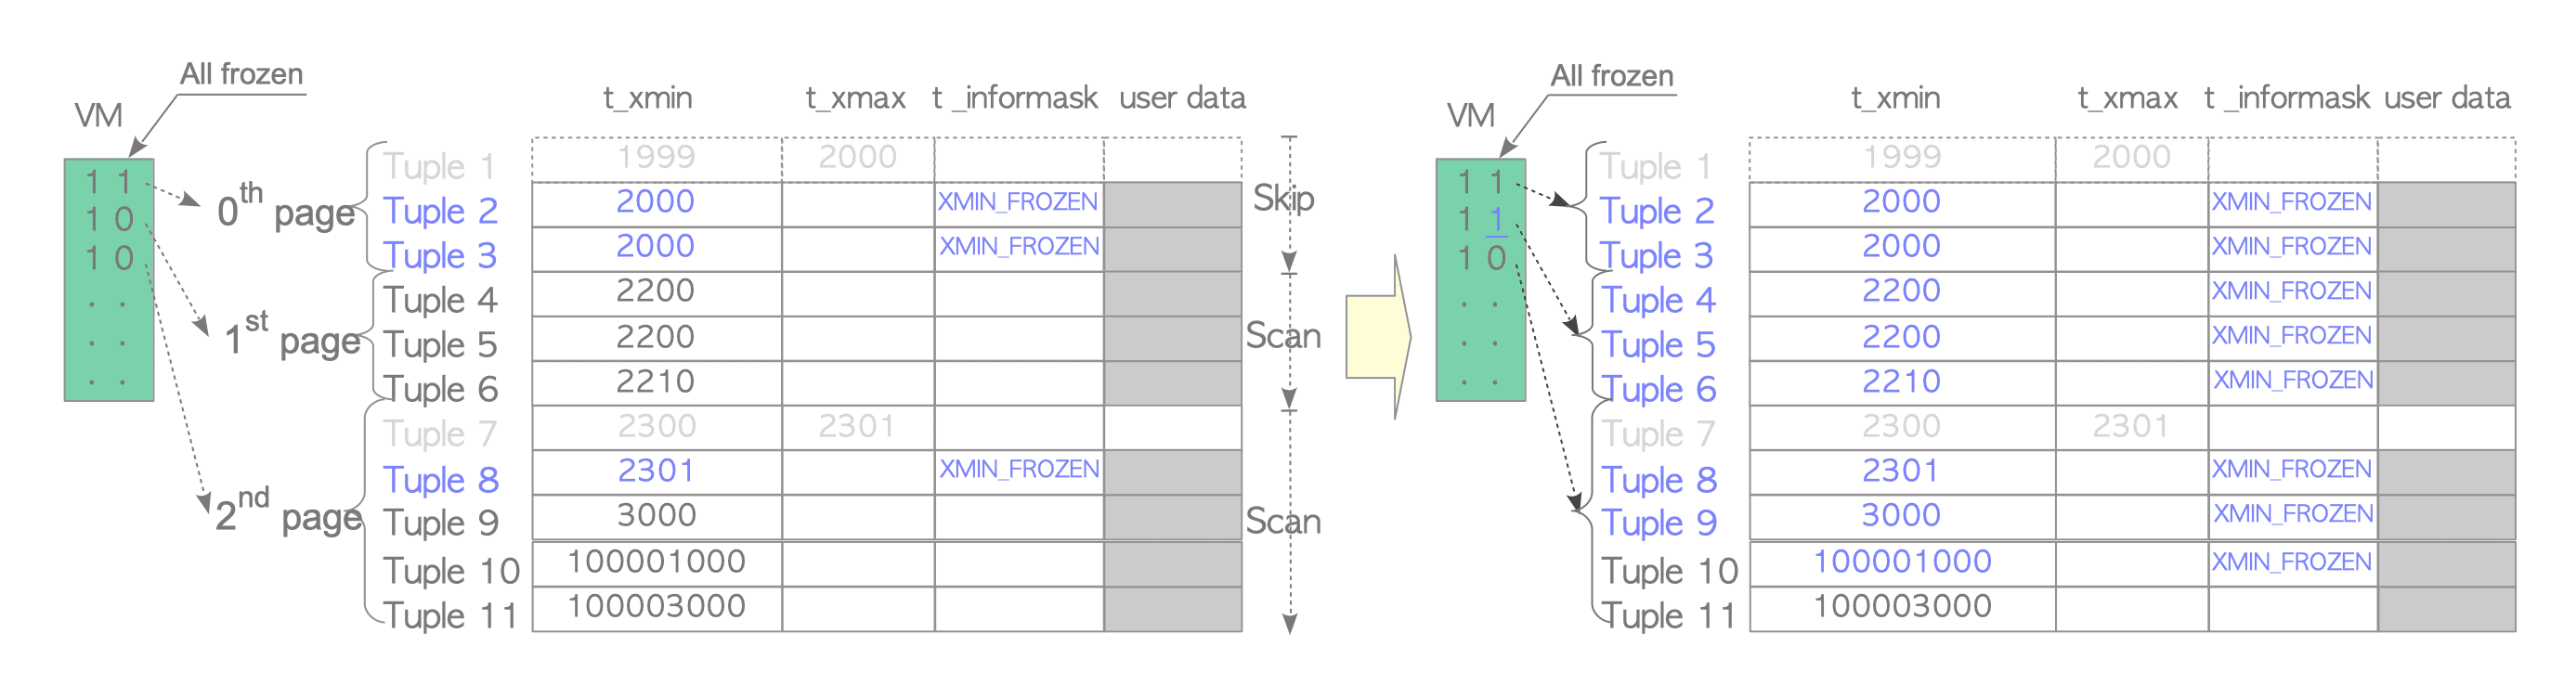 All frozen
VM
t_xmin t_xmax t _informask user data
1 1
1 0
1 0
. .
. .
. .
0th page
1st page
2nd page
Tuple 1 1999 2000
Tuple 2 2000 XMIN_FROZEN
Tuple 3 2000 XMIN_FROZEN
Tuple 4 2200
Tuple 5 2200
Tuple 6 2210
Tuple 7 2300 2301
Tuple 8 2301 XMIN_FROZEN
Tuple 9 3000
Tuple 10 100001000
Tuple 11 100003000
Skip
Scan
Scan
All frozen
VM
t_xmin t_xmax t _informask user data
1 1
1 1
1 0
. .
. .
. .
Tuple 1 1999 2000
Tuple 2 2000 XMIN_FROZEN
Tuple 3 2000 XMIN_FROZEN
Tuple 4 2200 XMIN_FROZEN
Tuple 5 2200 XMIN_FROZEN
Tuple 6 2210 XMIN_FROZEN
Tuple 7 2300 2301
Tuple 8 2301 XMIN_FROZEN
Tuple 9 3000 XMIN_FROZEN
Tuple 10 100001000 XMIN_FROZEN
Tuple 11 100003000